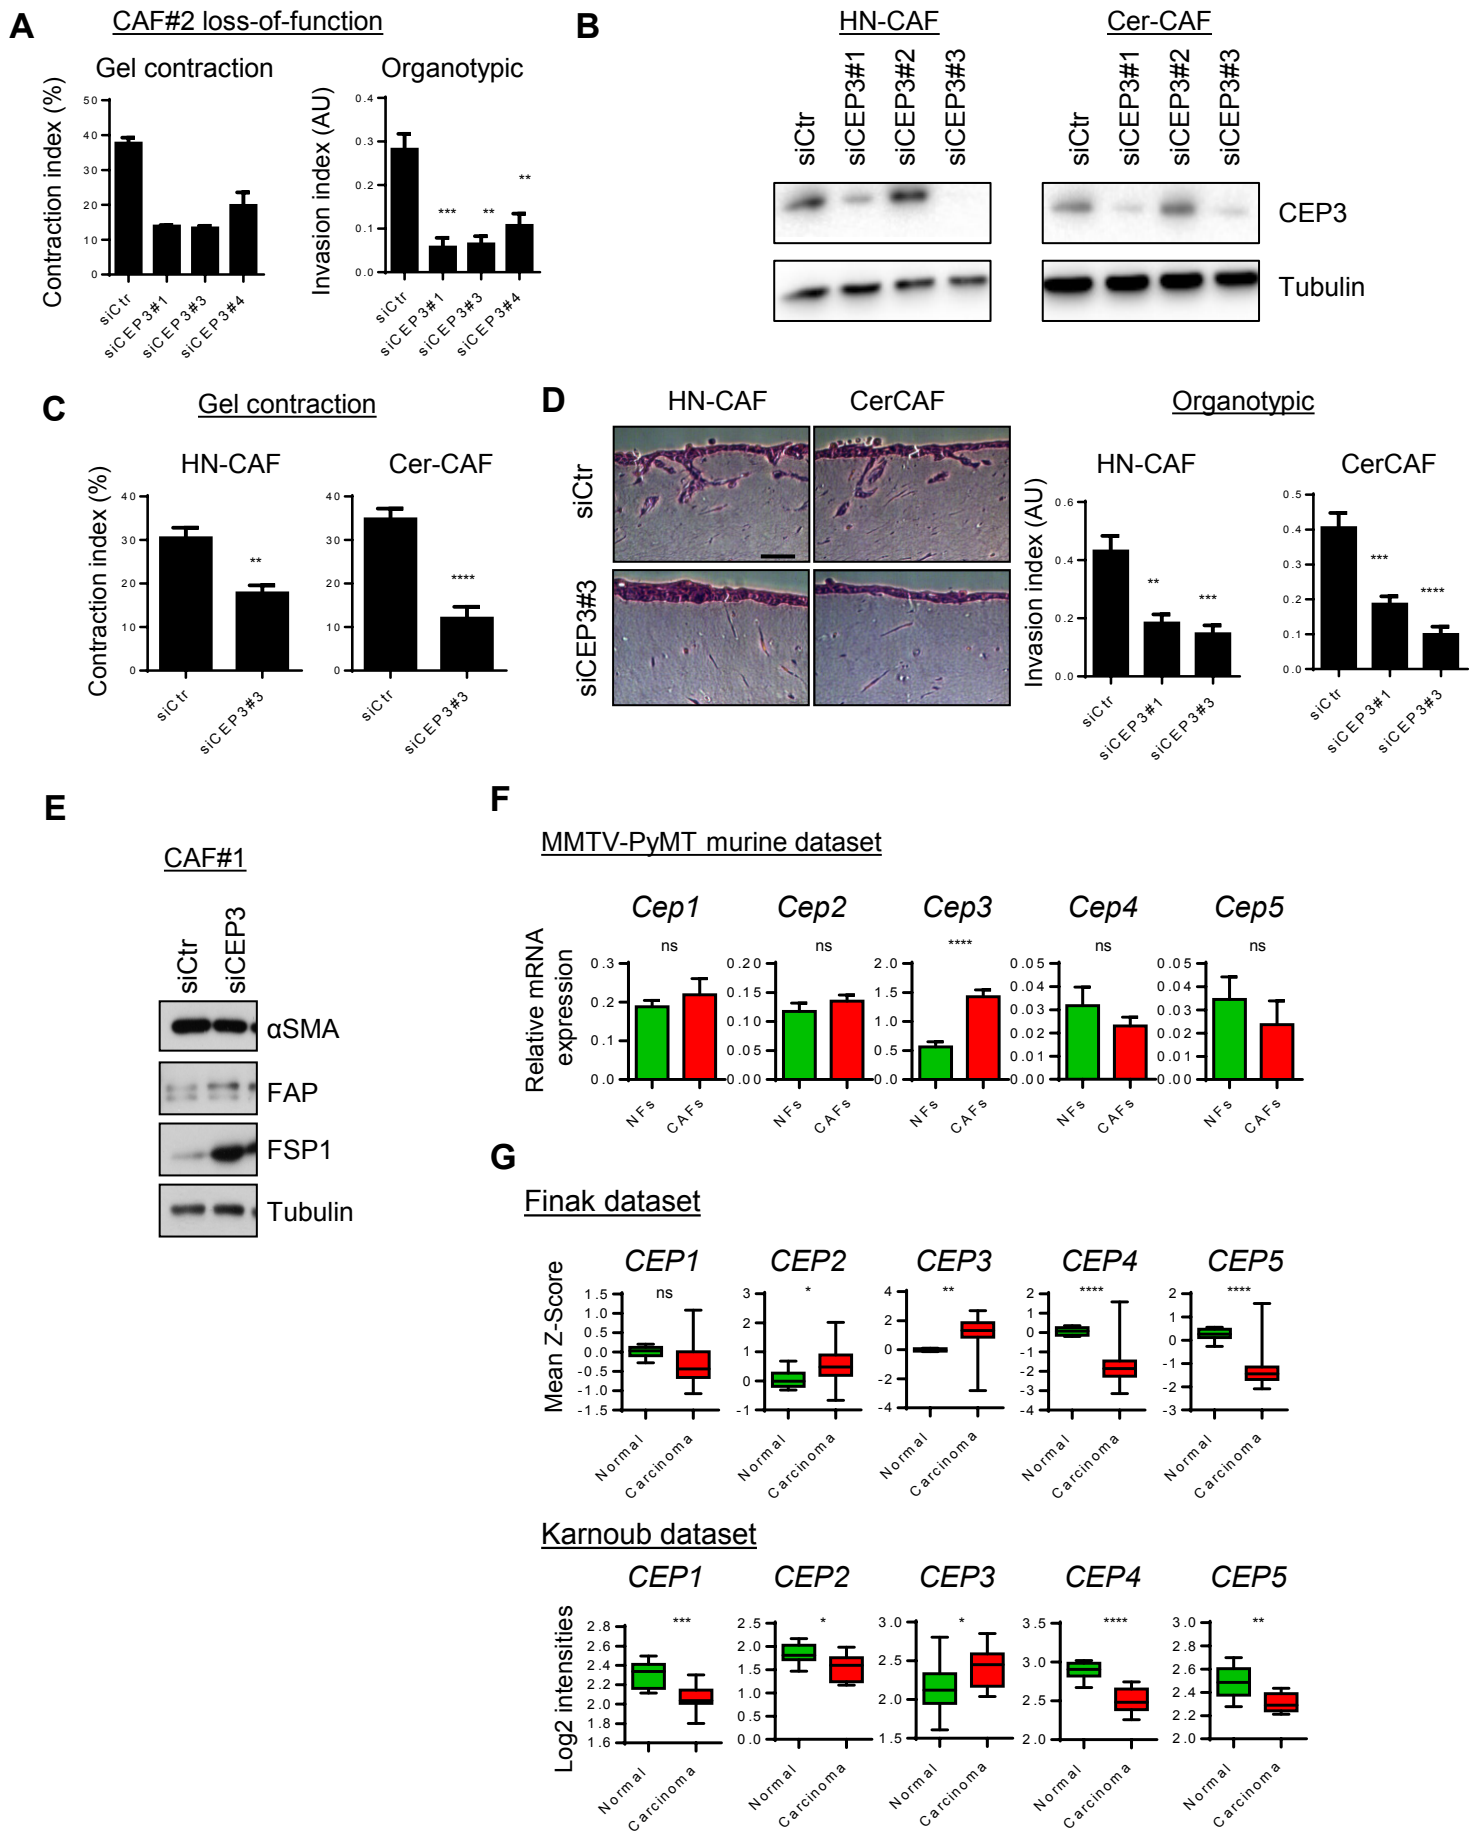 A
CAF#2 loss-of-function
Gel contraction
Contraction index (%)
50
40
30
20
10
0
siCtr
siCEP3#1
siCEP3#3
siCEP3#4
Organotypic
Invasion index (AU)
0.4
0.3
0.2
0.1
0.0
***
**
**
siCtr
siCEP3#1
siCEP3#3
siCEP3#4
B
HN-CAF
Cer-CAF
siCtr
siCEP3#1
siCEP3#2
siCEP3#3
siCtr
siCEP3#1
siCEP3#2
siCEP3#3
CEP3
Tubulin
C
Gel contraction
HN-CAF
Cer-CAF
Contraction index (%)
40
30
20
10
0
**
siCtr
siCEP3#3
40
30
20
10
0
****
siCtr
siCEP3#3
D
HN-CAF
CerCAF
siCtr
siCEP3#3
Organotypic
HN-CAF
CerCAF
Invasion index (AU)
0.6
0.4
0.2
0.0
**
***
siCtr
siCEP3#1
siCEP3#3
0.5
0.4
0.3
0.2
0.1
0.0
***
****
siCtr
siCEP3#1
siCEP3#3
E
CAF#1
siCtr
siCEP3
αSMA
FAP
FSP1
Tubulin
F
MMTV-PyMT murine dataset
Relative mRNA
expression
Cep1
ns
0.3
0.2
0.1
0.0
NFs
CAFs
Cep2
ns
0.20
0.15
0.10
0.05
0.00
NFs
CAFs
Cep3
****
2.0
1.5
1.0
0.5
0.0
NFs
CAFs
Cep4
ns
0.05
0.04
0.03
0.02
0.01
0.00
NFs
CAFs
Cep5
ns
0.05
0.04
0.03
0.02
0.01
0.00
NFs
CAFs
G
Finak dataset
Mean Z-Score
CEP1
ns
1.5
1.0
0.5
0.0
-0.5
-1.0
-1.5
Normal
Carcinoma
CEP2
*
3
2
1
0
-1
Normal
Carcinoma
CEP3
**
4
2
0
-2
-4
Normal
Carcinoma
CEP4
****
2
1
0
-1
-2
-3
-4
Normal
Carcinoma
CEP5
****
2
1
0
-1
-2
-3
Normal
Carcinoma
Karnoub dataset
Log2 intensities
CEP1
***
2.8
2.6
2.4
2.2
2.0
1.8
1.6
Normal
Carcinoma
CEP2
*
2.5
2.0
1.5
1.0
0.5
0.0
Normal
Carcinoma
CEP3
*
3.0
2.5
2.0
1.5
Normal
Carcinoma
CEP4
****
3.5
3.0
2.5
2.0
Normal
Carcinoma
CEP5
**
3.0
2.8
2.6
2.4
2.2
2.0
Normal
Carcinoma